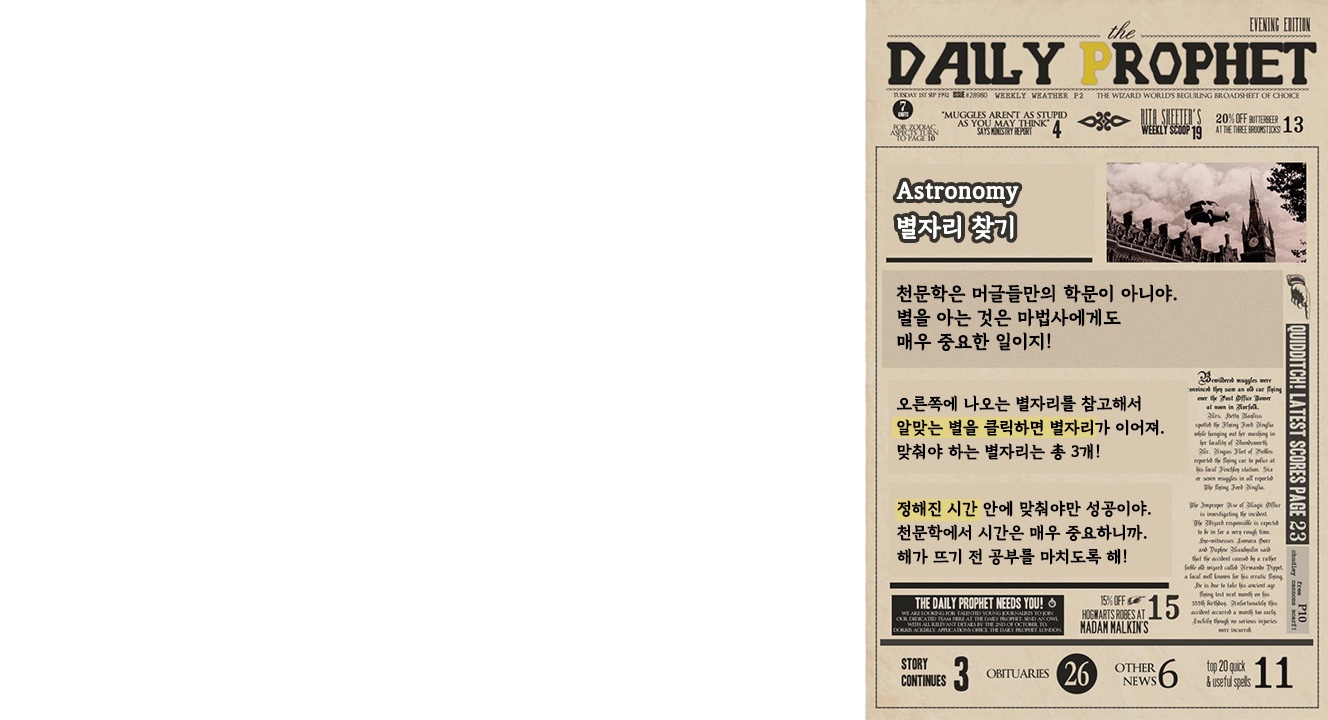 EVENING EDITION
the
DAILY PROPHET
TUESDAY 1ST SEP 1992 ISSUE #28980 WEEKLY WEATHER P2 THE WIZARD WORLD'S BEGUILING BROADSHEET OF CHOICE
7
KNUTS
FOR ZODIAC
ASPECTS TURN
TO PAGE 10
"MUGGLES AREN'T AS STUPID
AS YOU MAY THINK"
SAYS MINISTRY REPORT 4
RITA SKEETER'S
WEEKLY SCOOP 19
20% OFF BUTTERBEER
AT THE THREE BROOMSTICKS! 13
Astronomy
별자리 찾기
천문학은 머글들만의 학문이 아니야.
별을 아는 것은 마법사에게도
매우 중요한 일이지!
오른쪽에 나오는 별자리를 참고해서
알맞는 별을 클릭하면 별자리가 이어져.
맞춰야 하는 별자리는 총 3개!
정해진 시간 안에 맞춰야만 성공이야.
천문학에서 시간은 매우 중요하니까.
해가 뜨기 전 공부를 마치도록 해!
QUIDDITCH! LATEST SCORES PAGE 23
free P10
chudley cannons scarf!
Bewildered muggles were
convinced they saw an old car flying
over the Post Office Tower
at noon in Norfolk.
Mrs. Hetty Bayliss
spotted the Flying Ford Anglia
while hanging out her washing in
her locality of Wandsworth.
Mr. Angus Fleet of Peebles
reported the flying car to police at
his local Finchley station. Six
or seven muggles in all reported
the flying Ford Anglia.
The Improper Use of Magic Office
is investigating the incident.
The Wizard responsible is expected
to be in for a very rough time.
Eye-witnesses
and said
that the accident caused by a rather
old wizard called Armando Dippet,
a local well known for his erratic flying.
He is due to take his ancient age
flying test next month on his
555th birthday. Unfortunately this
accident occurred a month too early.
Luckily though no serious injuries
were incurred.
THE DAILY PROPHET NEEDS YOU!
WE ARE LOOKING FOR TALENTED YOUNG JOURNALISTS TO JOIN
OUR DEDICATED TEAM HERE AT THE DAILY PROPHET. SEND AN OWL
WITH ALL RELEVANT DETAILS BY THE 2ND OF OCTOBER, TO
DORRIS ACKERLEY, APPLICATIONS OFFICE, THE DAILY PROPHET, LONDON.
15% OFF
HOGWARTS ROBES AT
MADAM MALKIN'S 15
STORY
CONTINUES 3
OBITUARIES 26
OTHER
NEWS 6
top 20 quick
& useful spells 11